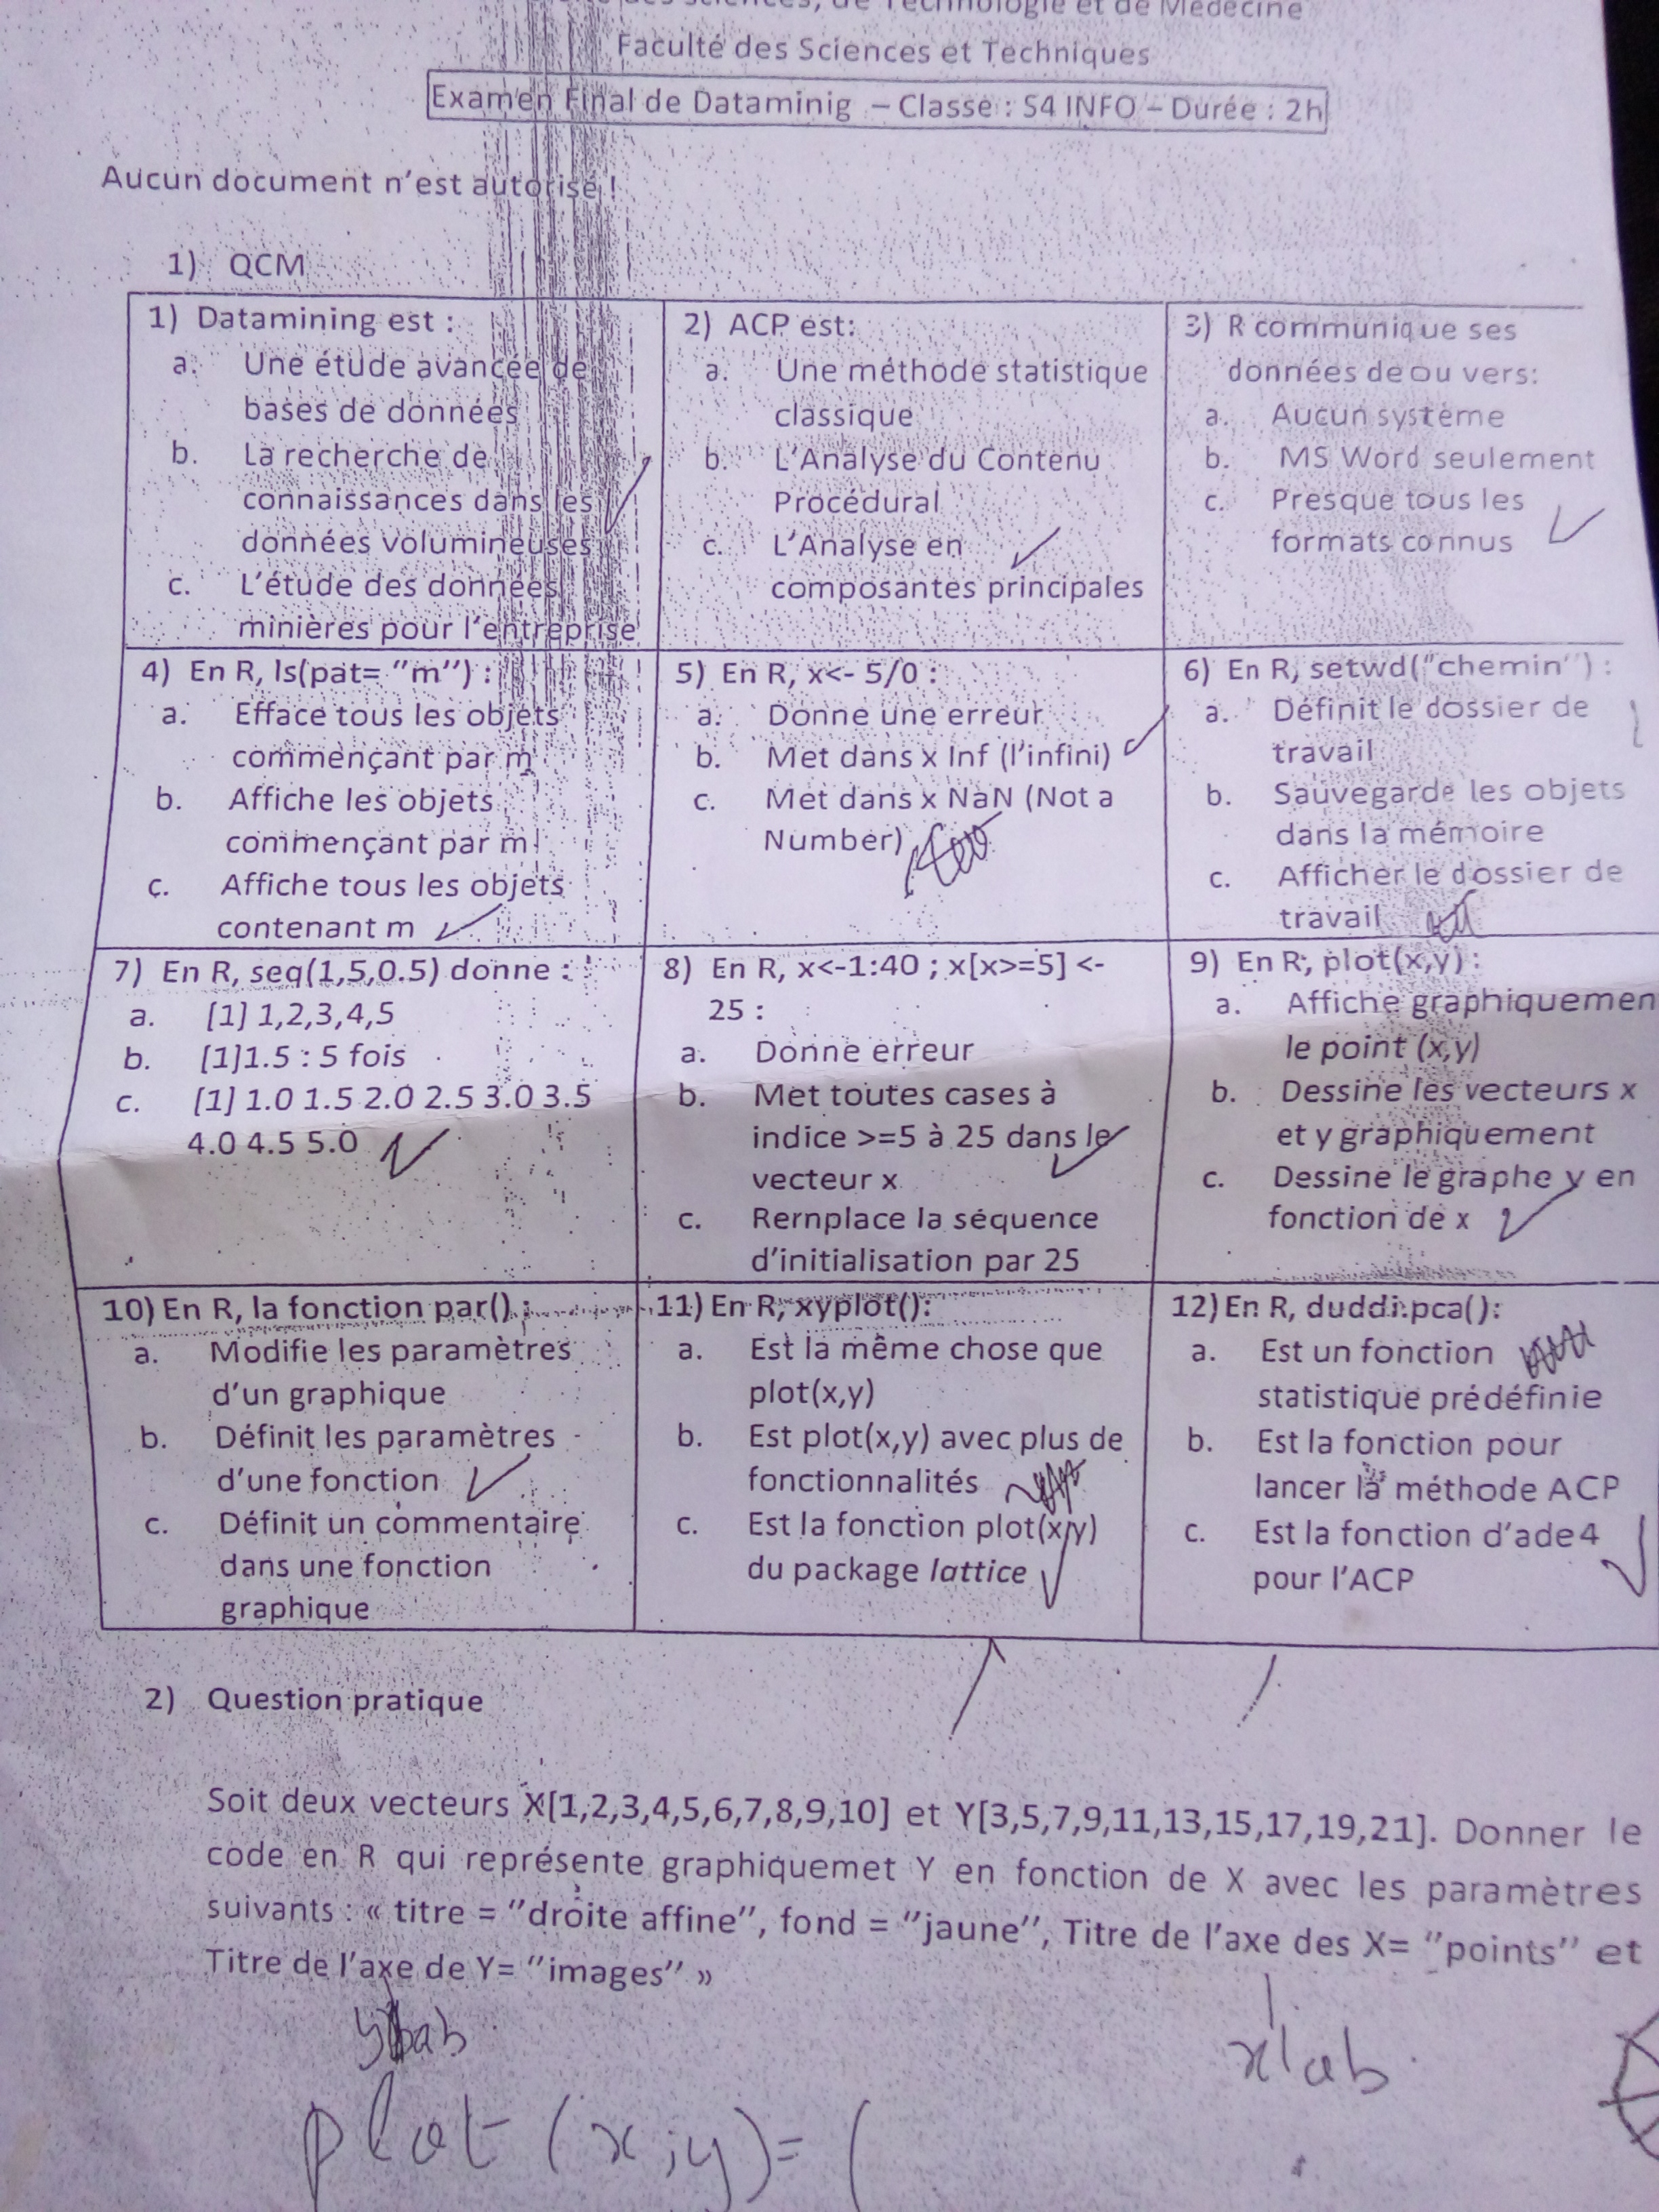 de Technologie et de Médecine
Faculté des Sciences et Techniques
Examen Final de Dataminig – Classe : S4 INFO – Durée : 2h
Aucun document n'est autorisé !
1) QCM
1) Datamining est :
a. Une étude avancée de
bases de données
b. La recherche de
connaissances dans les
données volumineuses
c. L'étude des données
minières pour l'entreprise
2) ACP est:
a. Une méthode statistique
classique
b. L'Analyse du Contenu
Procédural
c. L'Analyse en
composantes principales
3) R communique ses
données de ou vers:
a. Aucun système
b. MS Word seulement
c. Presque tous les
formats connus
4) En R, ls(pat= "m") :
a. Efface tous les objets
commençant par m
b. Affiche les objets
commençant par m
c. Affiche tous les objets
contenant m
5) En R, x<- 5/0 :
a. Donne une erreur
b. Met dans x Inf (l'infini)
c. Met dans x NaN (Not a
Number)
6) En R, setwd("chemin") :
a. Définit le dossier de
travail
b. Sauvegarde les objets
dans la mémoire
c. Afficher le dossier de
travail
7) En R, seq(1,5,0.5) donne :
a. [1] 1,2,3,4,5
b. [1]1.5 : 5 fois
c. [1] 1.0 1.5 2.0 2.5 3.0 3.5
4.0 4.5 5.0
8) En R, x<-1:40 ; x[x>=5] <-
25 :
a. Donne erreur
b. Met toutes cases à
indice >=5 à 25 dans le
vecteur x
c. Remplace la séquence
d'initialisation par 25
9) En R, plot(x,y) :
a. Affiche graphiquemen
le point (x,y)
b. Dessine les vecteurs x
et y graphiquement
c. Dessine le graphe y en
fonction de x
10) En R, la fonction par() :
a. Modifie les paramètres
d'un graphique
b. Définit les paramètres
d'une fonction
c. Définit un commentaire
dans une fonction
graphique
11) En R, xyplot():
a. Est la même chose que
plot(x,y)
b. Est plot(x,y) avec plus de
fonctionnalités
c. Est la fonction plot(x,y)
du package lattice
12) En R, duddi.pca():
a. Est un fonction
statistique prédéfinie
b. Est la fonction pour
lancer la méthode ACP
c. Est la fonction d'ade4
pour l'ACP
2) Question pratique
Soit deux vecteurs X[1,2,3,4,5,6,7,8,9,10] et Y[3,5,7,9,11,13,15,17,19,21]. Donner le
code en R qui représente graphiquemet Y en fonction de X avec les paramètres
suivants : « titre = "droite affine", fond = "jaune", Titre de l'axe des X= "points" et
Titre de l'axe de Y= "images" »
xlab
plot (x,y)= (